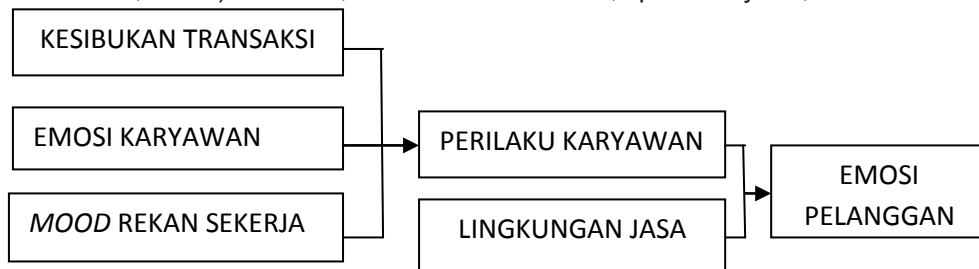 KESIBUKAN TRANSAKSI
EMOSI KARYAWAN
MOOD REKAN SEKERJA
PERILAKU KARYAWAN
LINGKUNGAN JASA
EMOSI
PELANGGAN